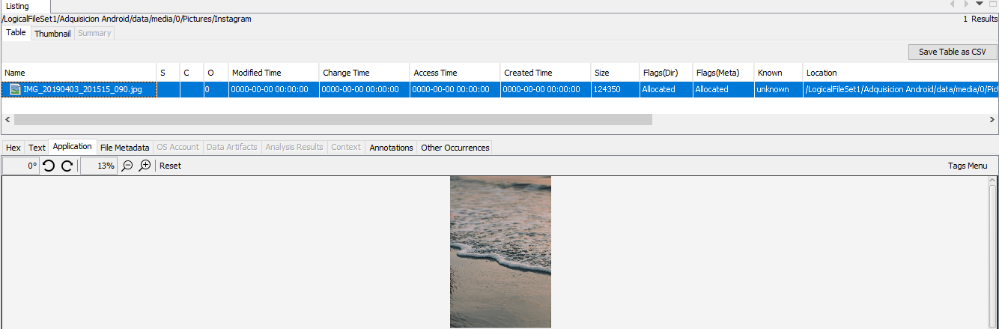 Listing
/LogicalFileSet1/Adquisicion Android/data/media/0/Pictures/Instagram 1 Results
Table Thumbnail Summary
Save Table as CSV
Name S C O Modified Time Change Time Access Time Created Time Size Flags(Dir) Flags(Meta) Known Location
IMG_20190403_201515_090.jpg 0 0000-00-00 00:00:00 0000-00-00 00:00:00 0000-00-00 00:00:00 0000-00-00 00:00:00 124350 Allocated Allocated unknown /LogicalFileSet1/Adquisicion Android/data/media/0/Pict
Hex Text Application File Metadata OS Account Data Artifacts Analysis Results Context Annotations Other Occurrences
0° 13% Reset Tags Menu